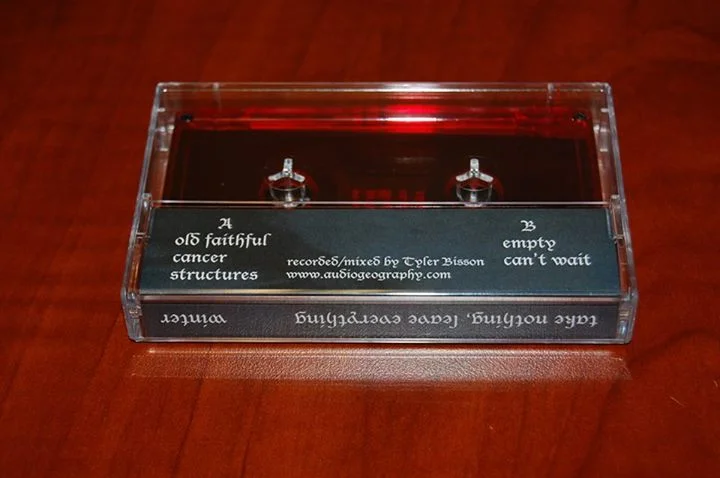 A
old faithful
cancer
structures
recorded/mixed by Tyler Bisson
www.audiogeography.com
B
empty
can't wait
take nothing, leave everything
winter